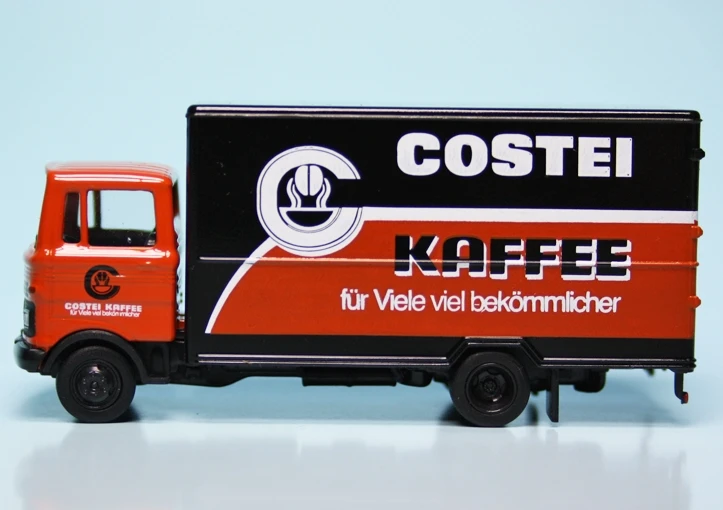 COSTEI
KAFFEE
für Viele viel bekömmlicher
COSTEI KAFFEE
für Viele viel bekömmlicher